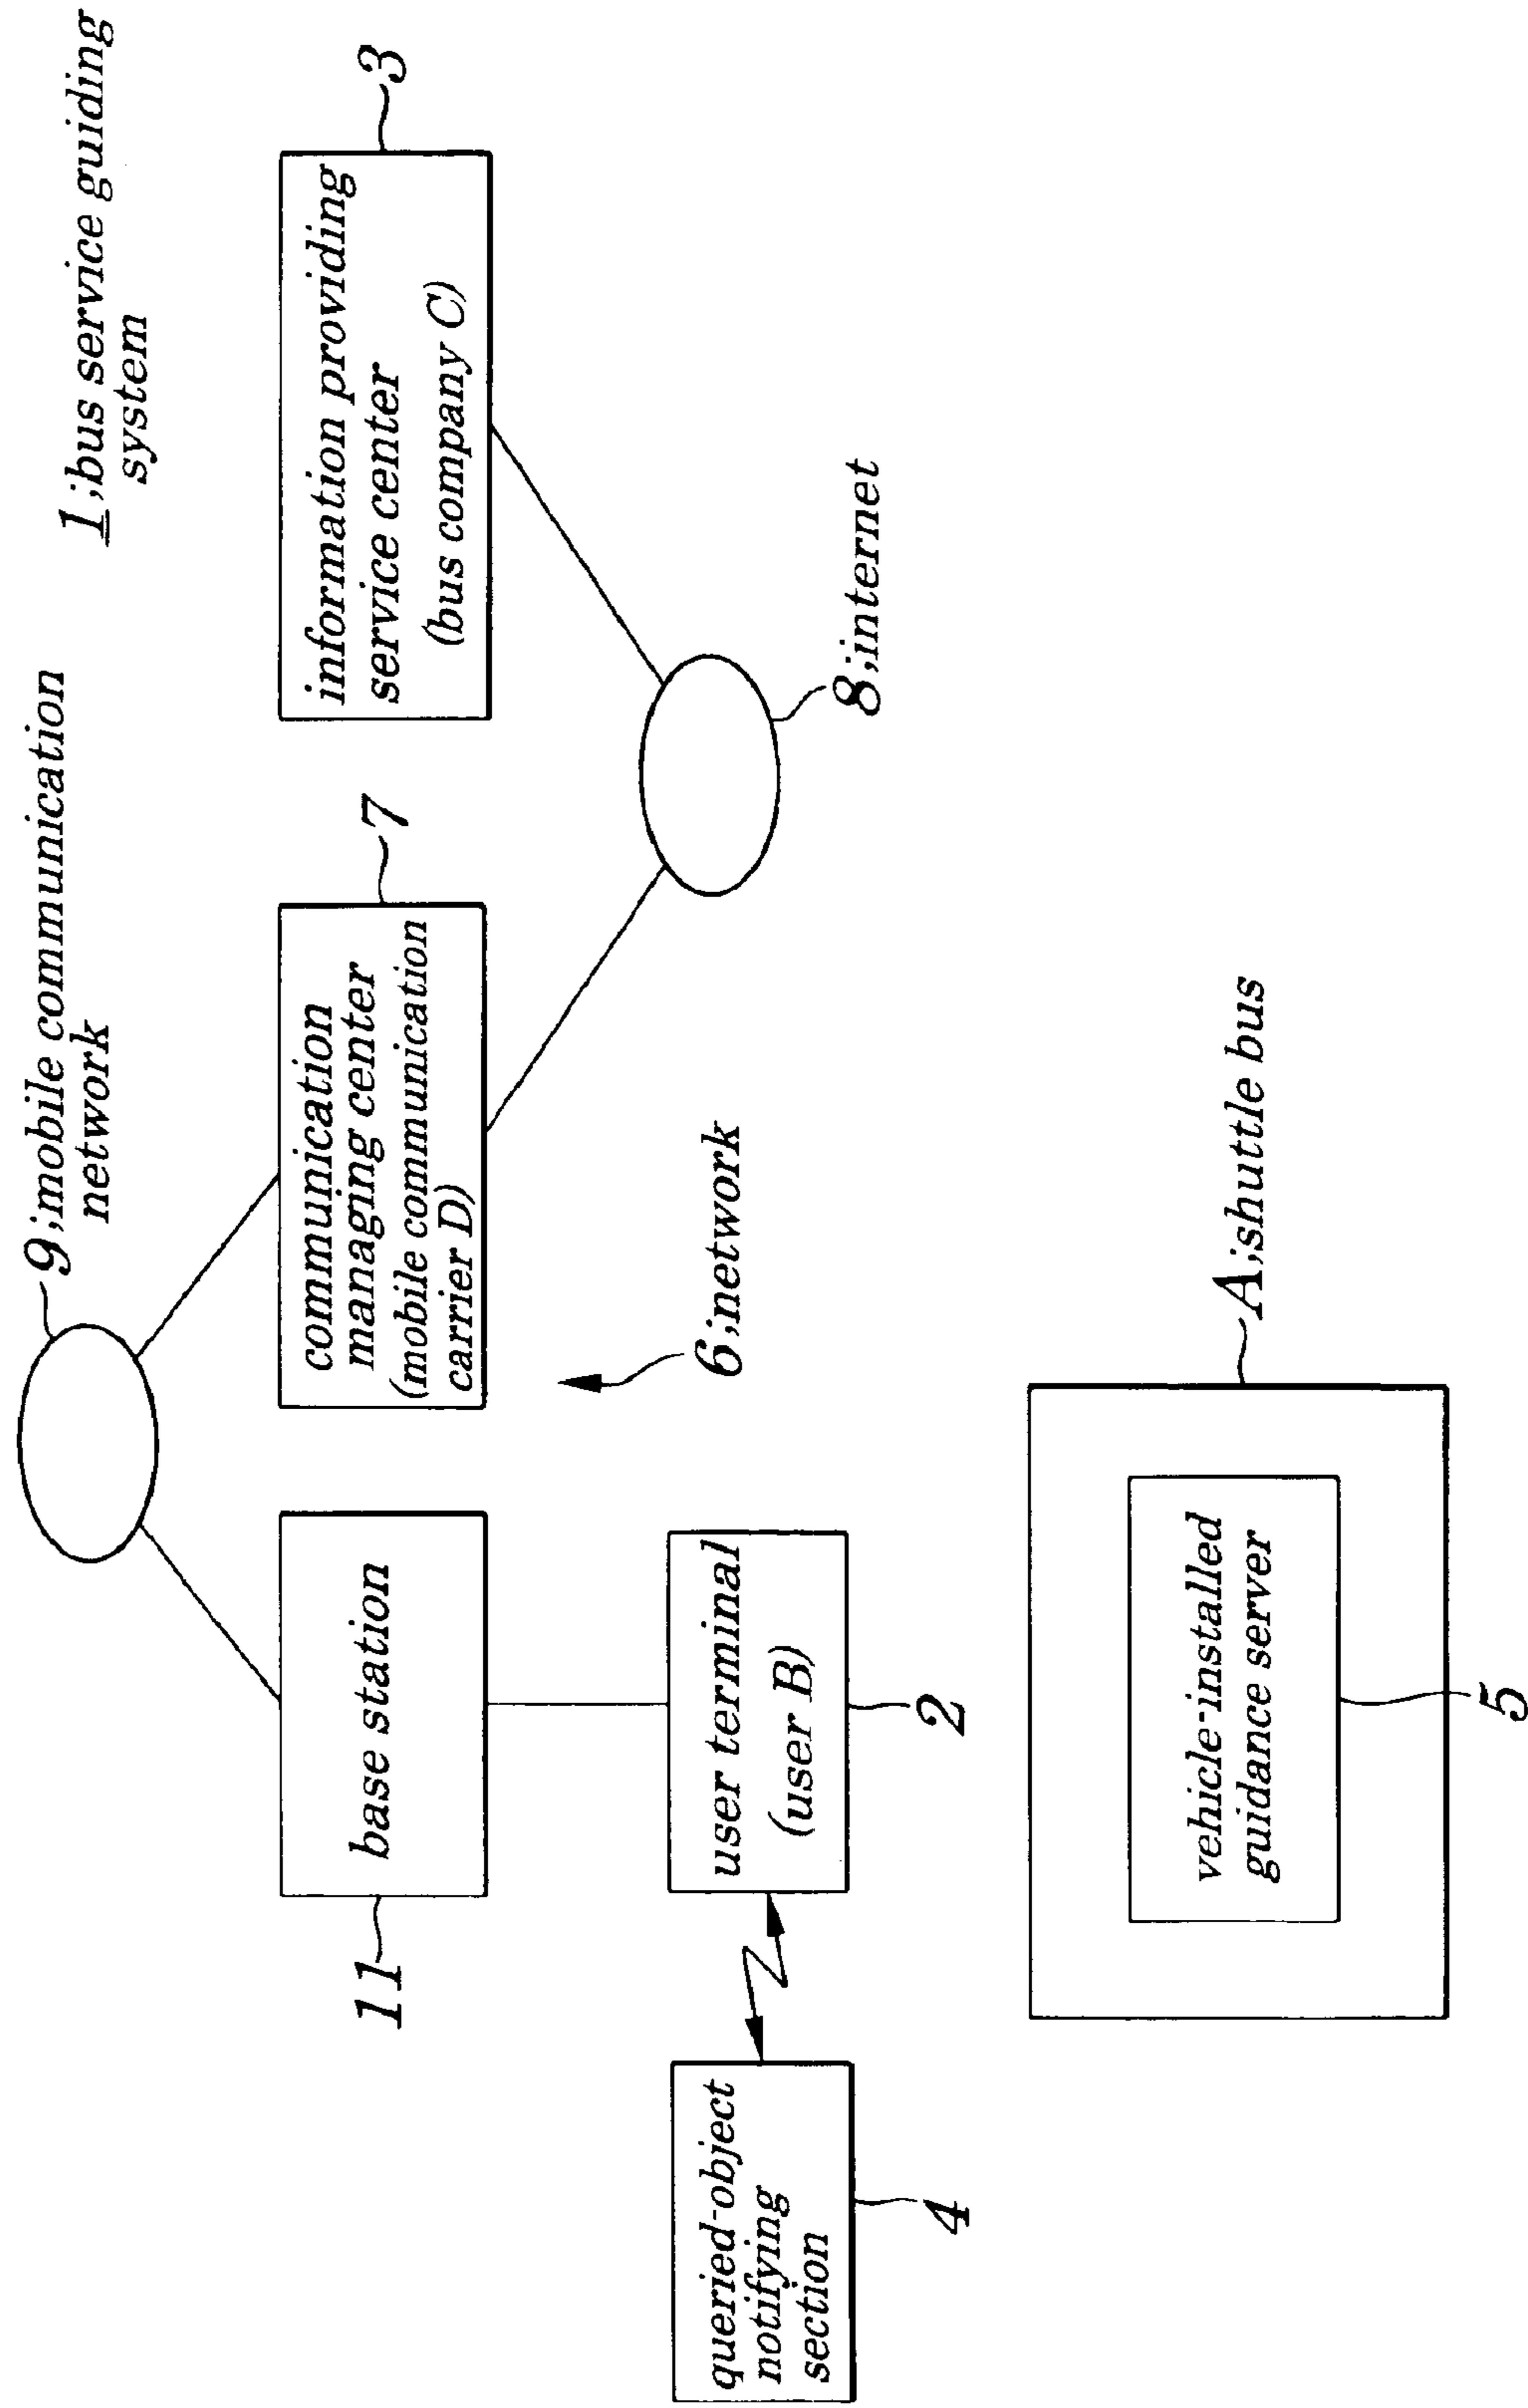 1;bus service guiding
system
9;mobile communication
network
3
information providing
service center
(bus company C)
7
communication
managing center
(mobile communication
carrier D)
11
base station
8;internet
6;network
user terminal
(user B)
2
queried-object
notifying
section
4
A;shuttle bus
vehicle-installed
guidance server
5